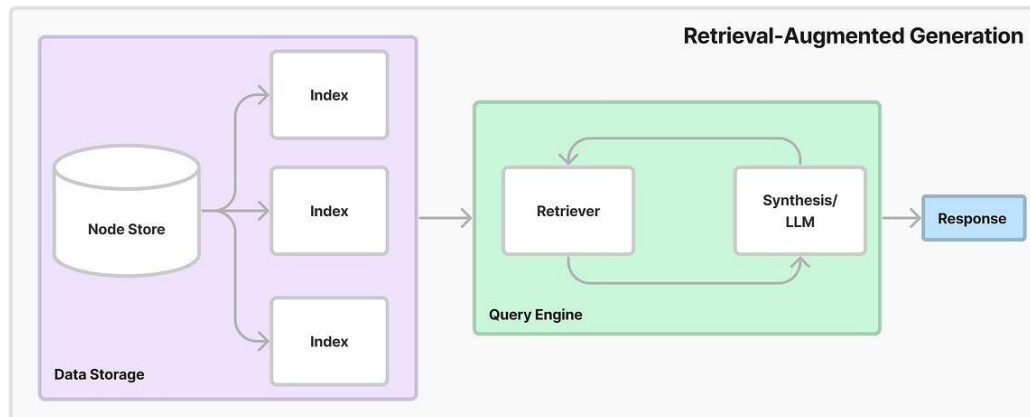 Retrieval-Augmented Generation
Index
Node Store
Index
Index
Data Storage
Retriever
Synthesis/
LLM
Query Engine
Response